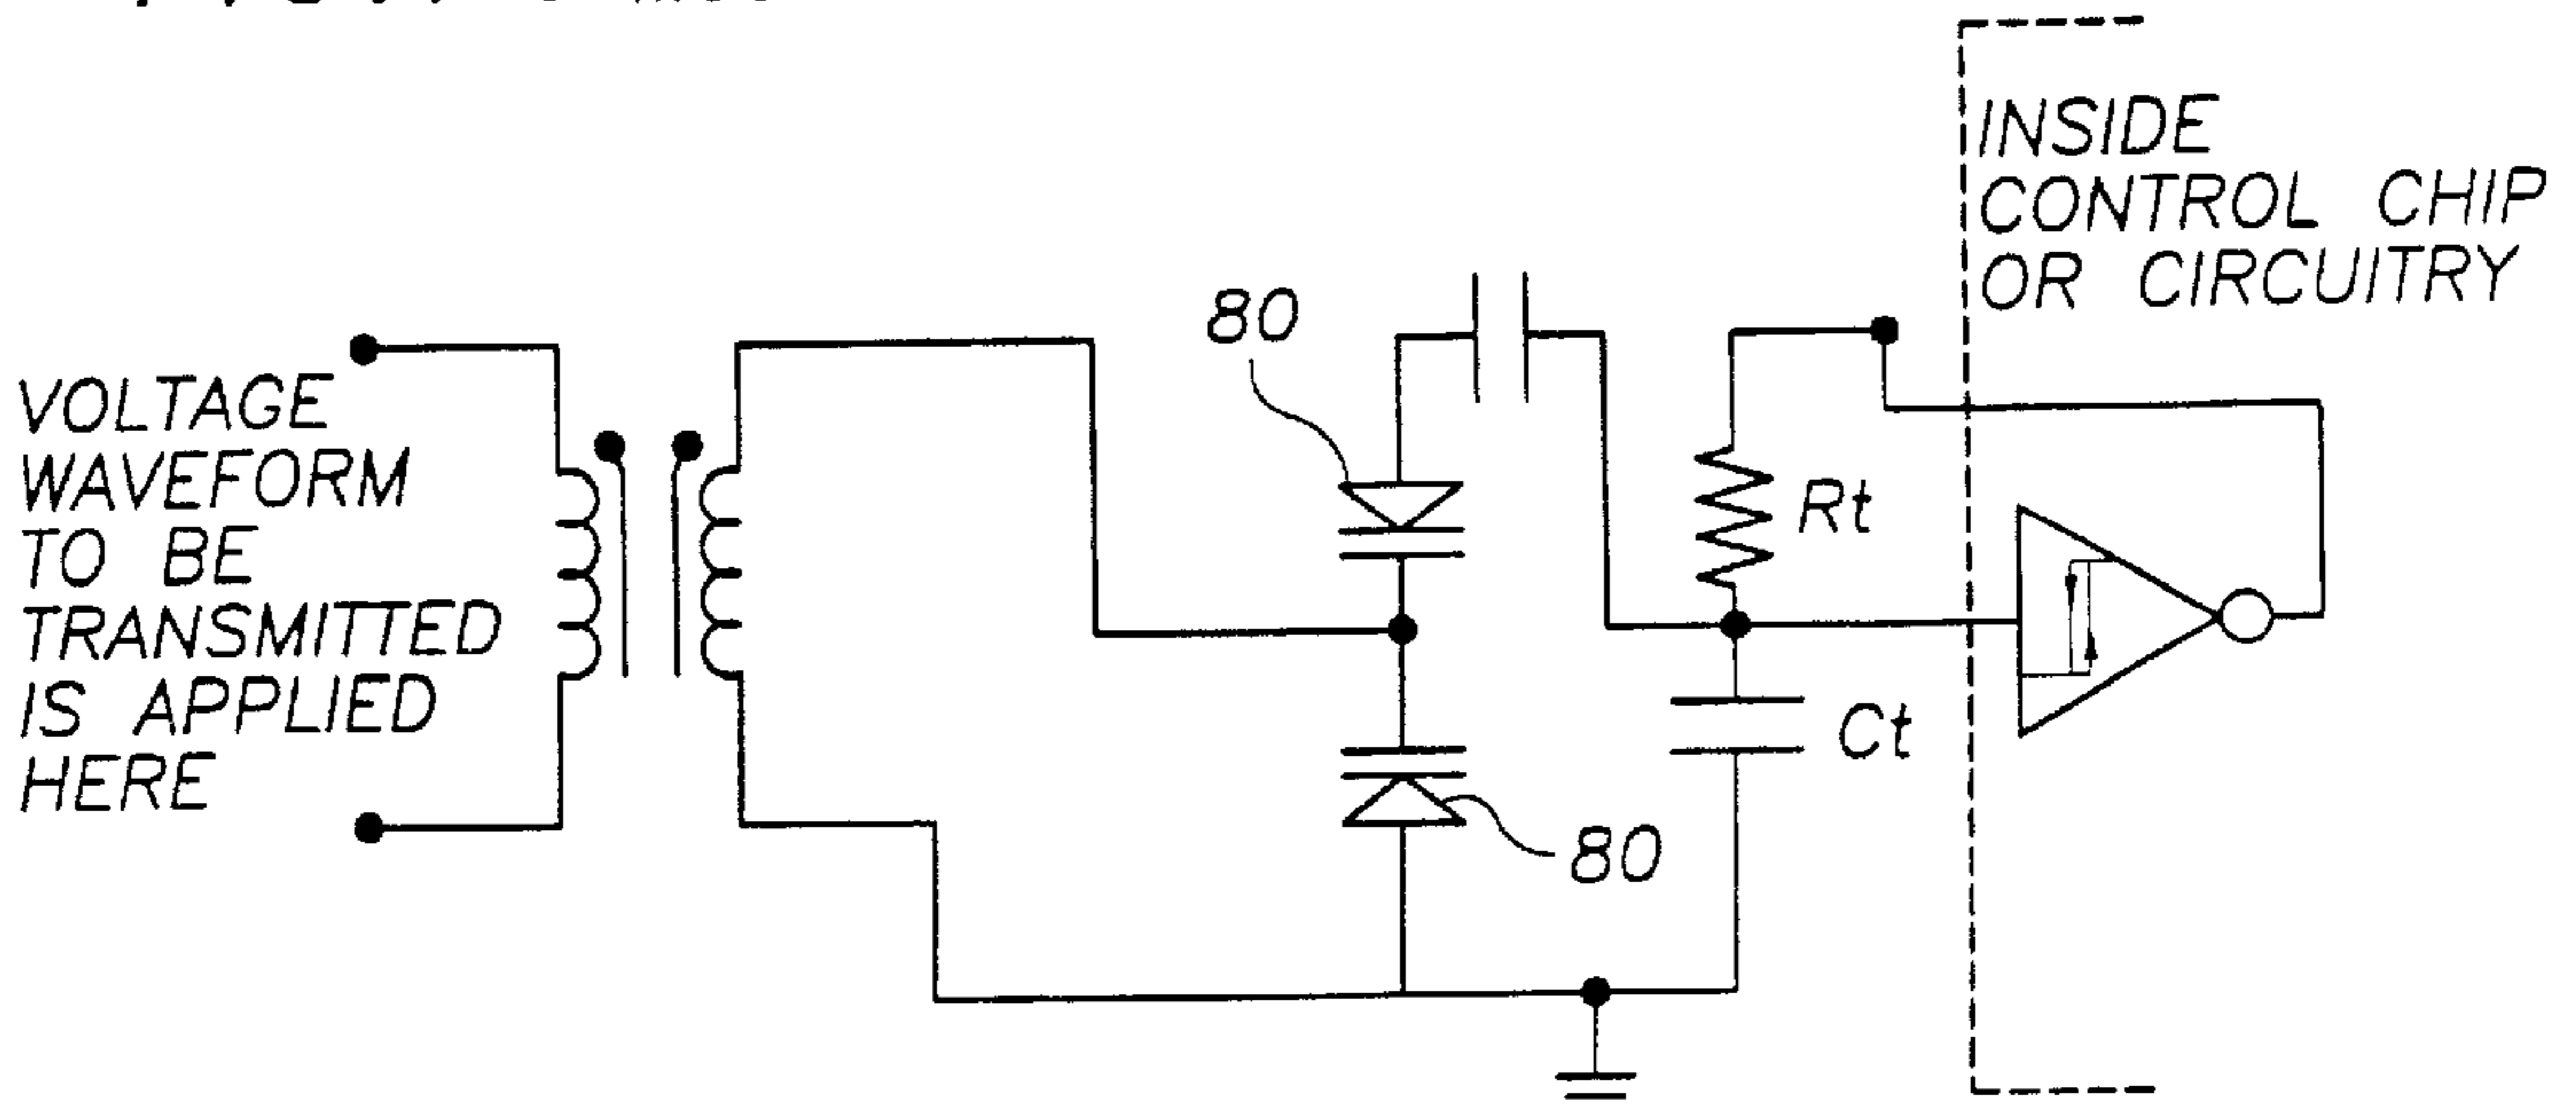 INSIDE
CONTROL CHIP
OR CIRCUITRY
80
VOLTAGE
WAVEFORM
TO BE
TRANSMITTED
IS APPLIED
HERE
Rt
Ct
80